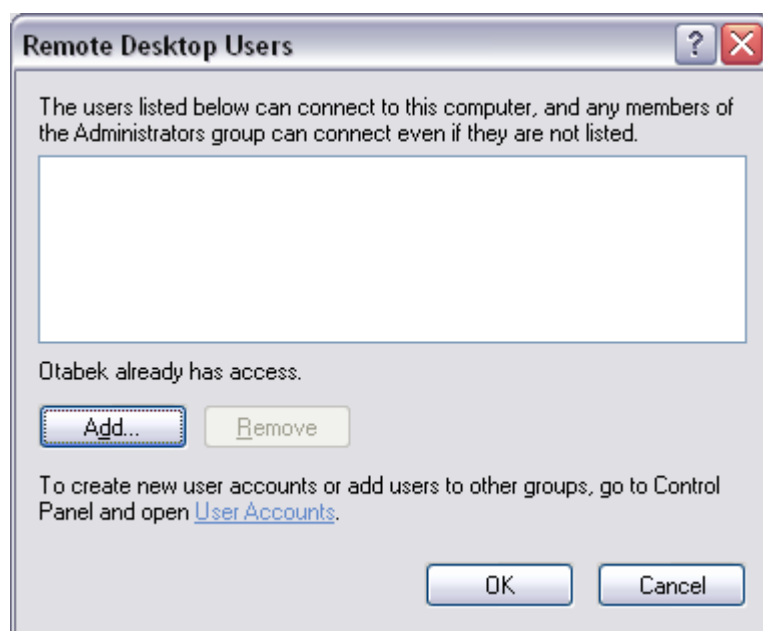 Remote Desktop Users
The users listed below can connect to this computer, and any members of
the Administrators group can connect even if they are not listed.
Otabek already has access.
Add... Remove
To create new user accounts or add users to other groups, go to Control
Panel and open User Accounts.
OK Cancel